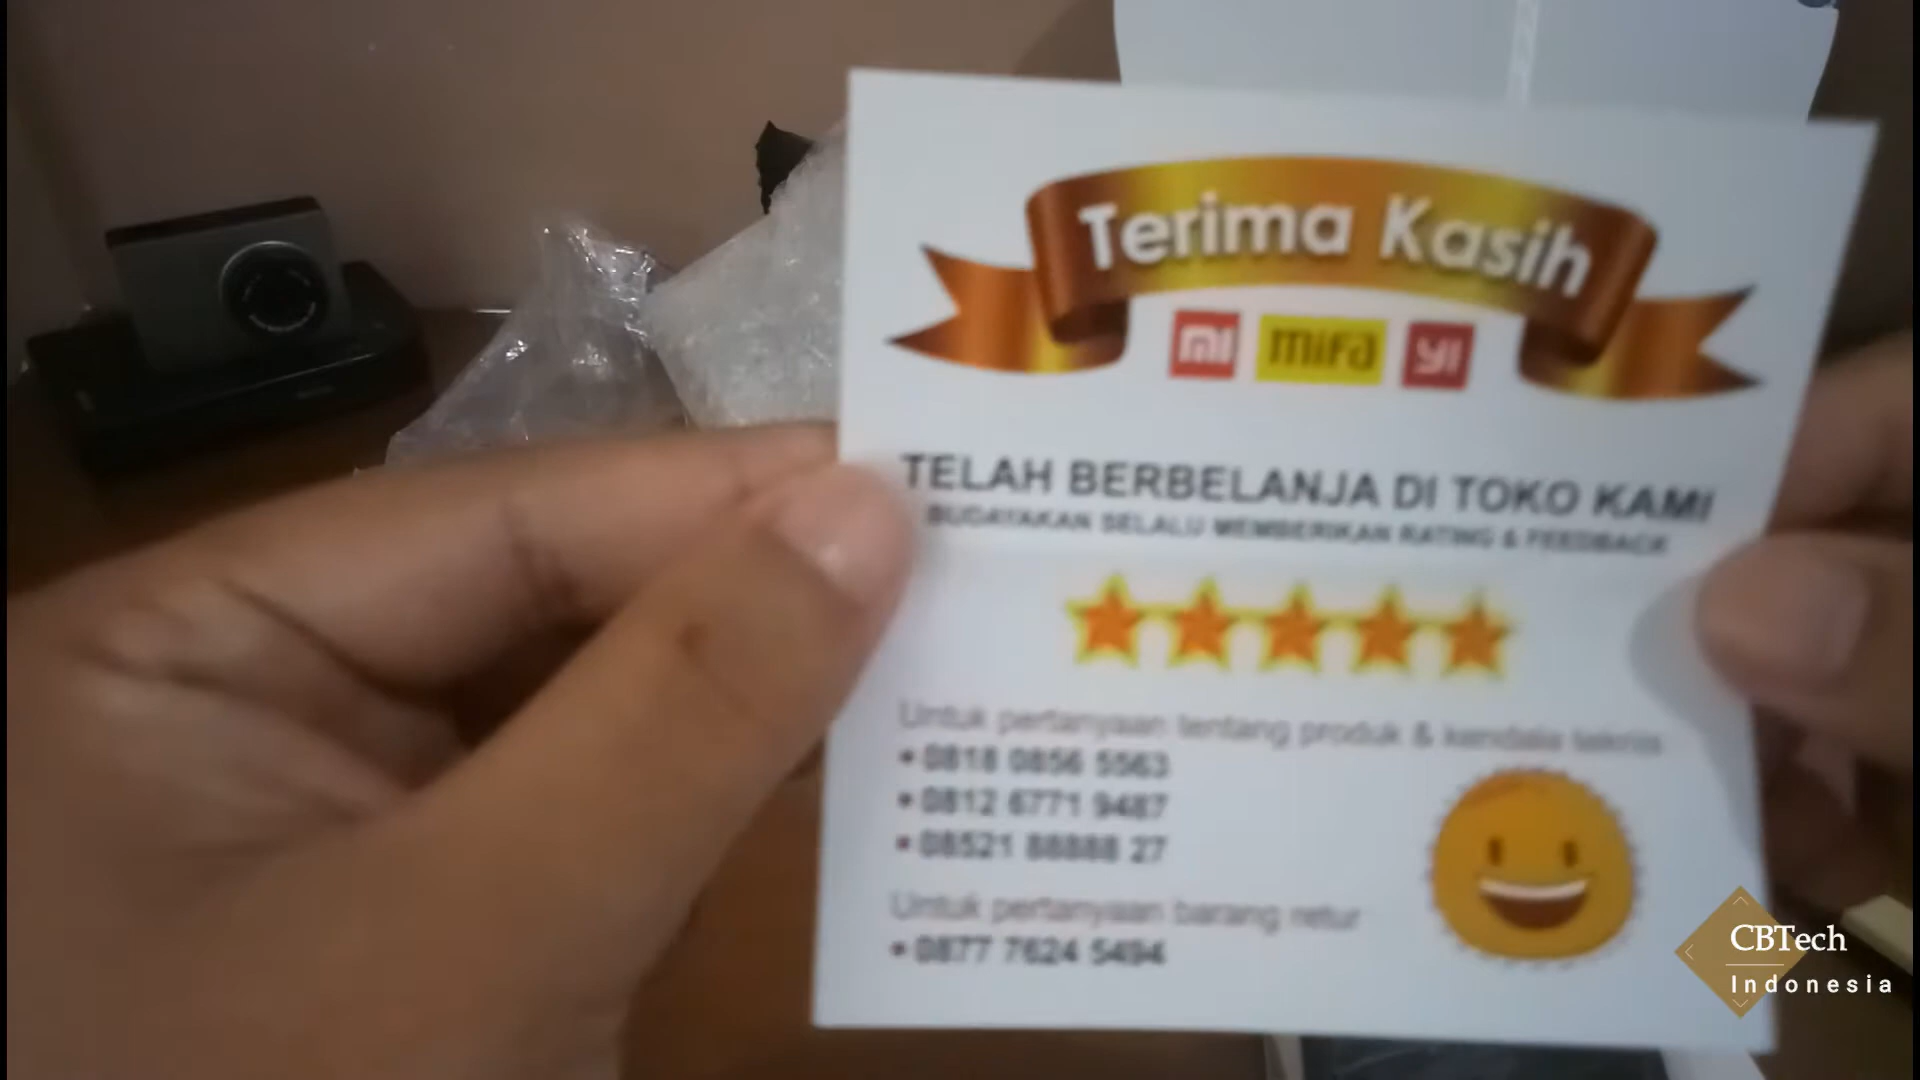 Terima Kasih
mi mifa yi
TELAH BERBELANJA DI TOKO KAMI
BUDAYAKAN SELALU MEMBERIKAN RATING & FEEDBACK
Untuk pertanyaan tentang produk & kendala teknis
• 0818 0856 5563
• 0812 6771 9487
• 08521 88888 27
Untuk pertanyaan barang retur
• 0877 7624 5494
CBTech
Indonesia